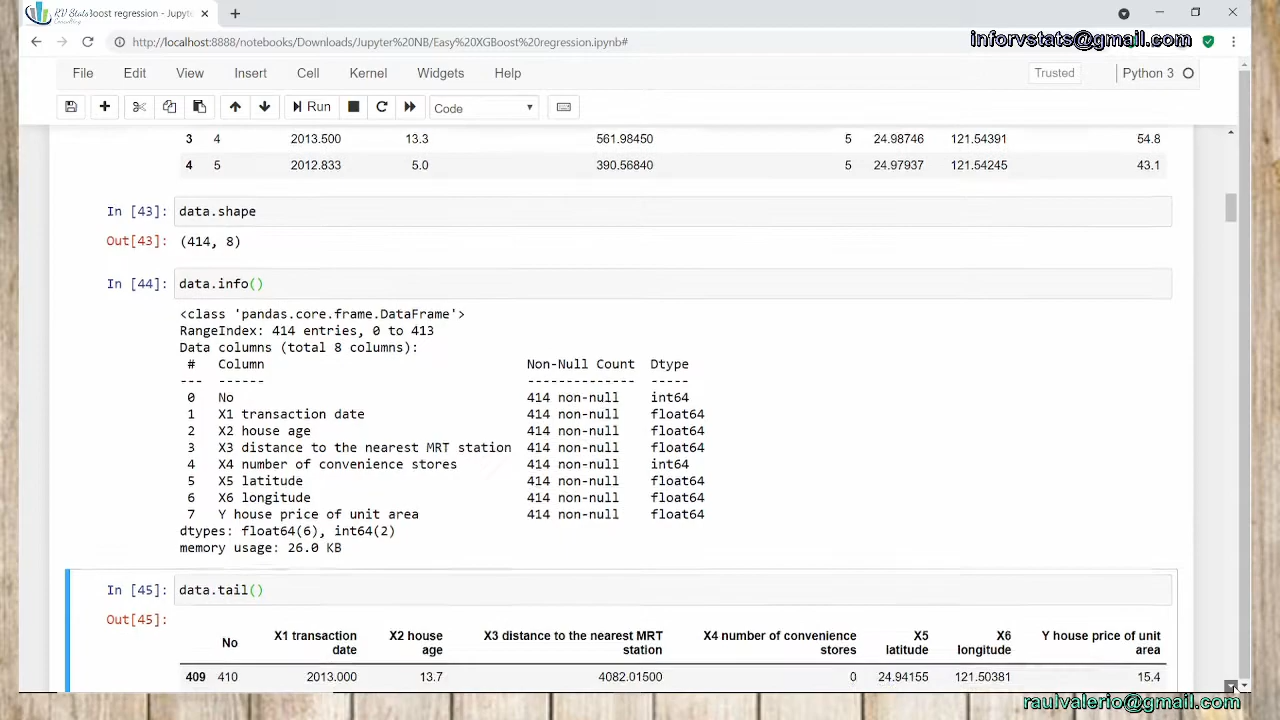 RV Stats
Consulting
Boost regression - Jupyte
http://localhost:8888/notebooks/Downloads/Jupyter%20NB/Easy%20XGBoost%20regression.ipynb#
inforvstats@gmail.com
File Edit View Insert Cell Kernel Widgets Help
Trusted Python 3
Run Code
3 4 2013.500 13.3 561.98450 5 24.98746 121.54391 54.8
4 5 2012.833 5.0 390.56840 5 24.97937 121.54245 43.1
In [43]: data.shape
Out[43]: (414, 8)
In [44]: data.info()
<class 'pandas.core.frame.DataFrame'>
RangeIndex: 414 entries, 0 to 413
Data columns (total 8 columns):
# Column Non-Null Count Dtype
--- ------ -------------- -----
0 No 414 non-null int64
1 X1 transaction date 414 non-null float64
2 X2 house age 414 non-null float64
3 X3 distance to the nearest MRT station 414 non-null float64
4 X4 number of convenience stores 414 non-null int64
5 X5 latitude 414 non-null float64
6 X6 longitude 414 non-null float64
7 Y house price of unit area 414 non-null float64
dtypes: float64(6), int64(2)
memory usage: 26.0 KB
In [45]: data.tail()
Out[45]:
No X1 transaction date X2 house age X3 distance to the nearest MRT station X4 number of convenience stores X5 latitude X6 longitude Y house price of unit area
409 410 2013.000 13.7 4082.01500 0 24.94155 121.50381 15.4
raulvalerio@gmail.com